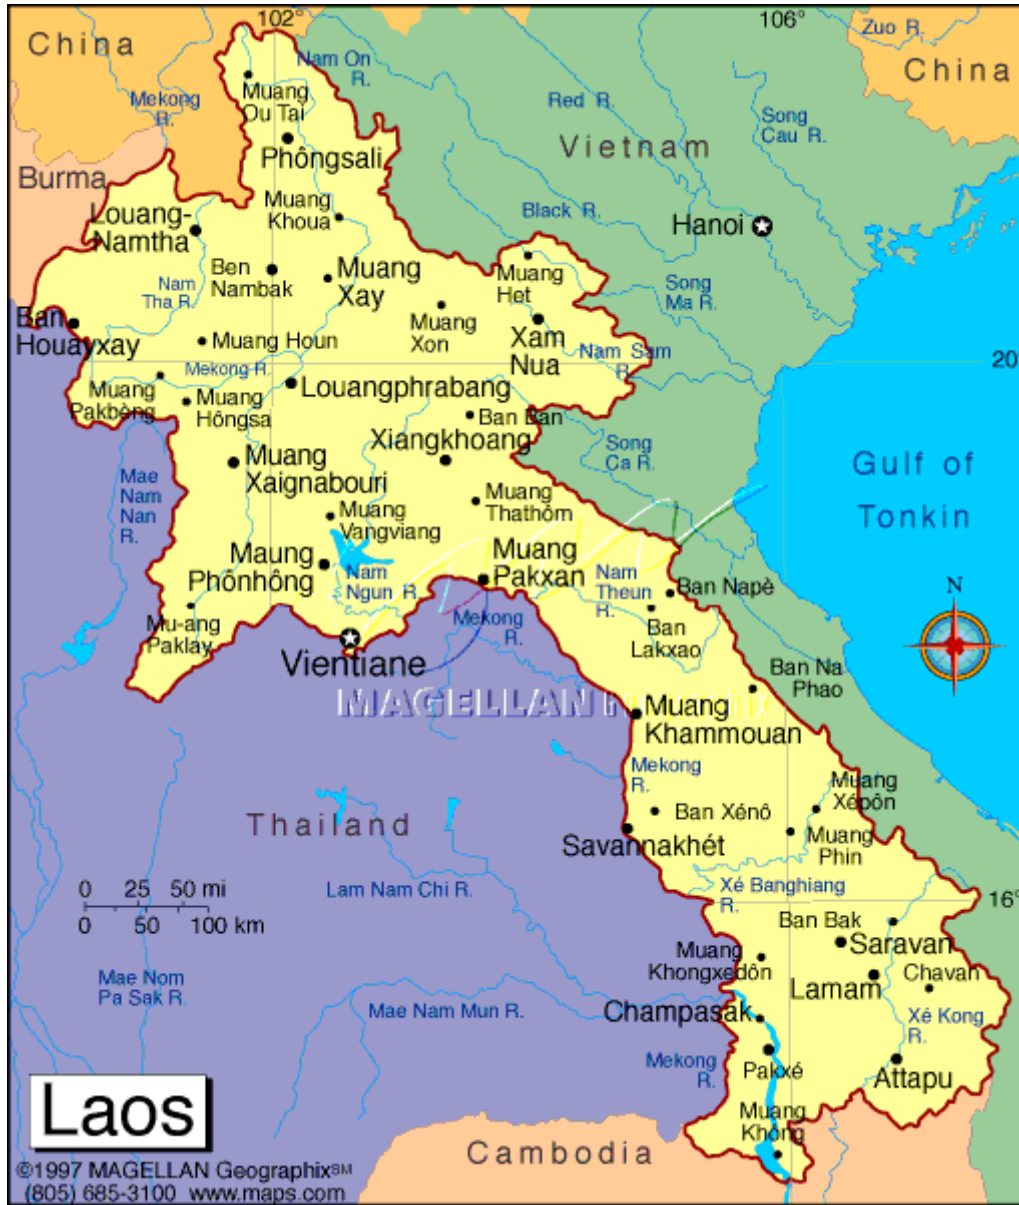 102°
106°
China
Zuo R.
China
Nam On
R.
Muang
Ou Tai
Mekong
R.
Red R.
Song
Cau R.
Vietnam
Phôngsali
Burma
Muang
Khoua
Louang-
Namtha
Black R.
Hanoi
Ben
Nambak
Muang
Xay
Muang
Het
Nam
Tha R.
Song
Ma R.
Ban
Houayxay
Muang
Xon
Xam
Nua
Muang Houn
Nam Sam
R.
20
Mekong R.
Muang
Pakbèng
Muang
Hôngsa
Louangphrabang
Ban Ban
Xiangkhoang
Song
Ca R.
Gulf of
Tonkin
Muang
Xaignabouri
Mae
Nam
Nan
R.
Muang
Thathôm
Muang
Vangviang
Maung
Phônhông
Muang
Pakxan
Nam
Ngun R.
Nam
Theun
R.
Ban Napè
N
Mekong
R.
Mu-ang
Paklay
Ban
Lakxao
Vientiane
Ban Na
Phao
MAGELLAN
Muang
Khammouan
Mekong
R.
Muang
Xépôn
Ban Xénô
Thailand
Savannakhét
Muang
Phin
0 25 50 mi
0 50 100 km
Lam Nam Chi R.
Xé Banghiang
R.
16°
Ban Bak
Saravan
Muang
Khongxedôn
Chavan
Lamam
Mae Nom
Pa Sak R.
Mae Nam Mun R.
Champasak
Xé Kong
R.
Mekong
R.
Pakxé
Attapu
Muang
Không
Laos
Cambodia
©1997 MAGELLAN Geographix℠
(805) 685-3100 www.maps.com